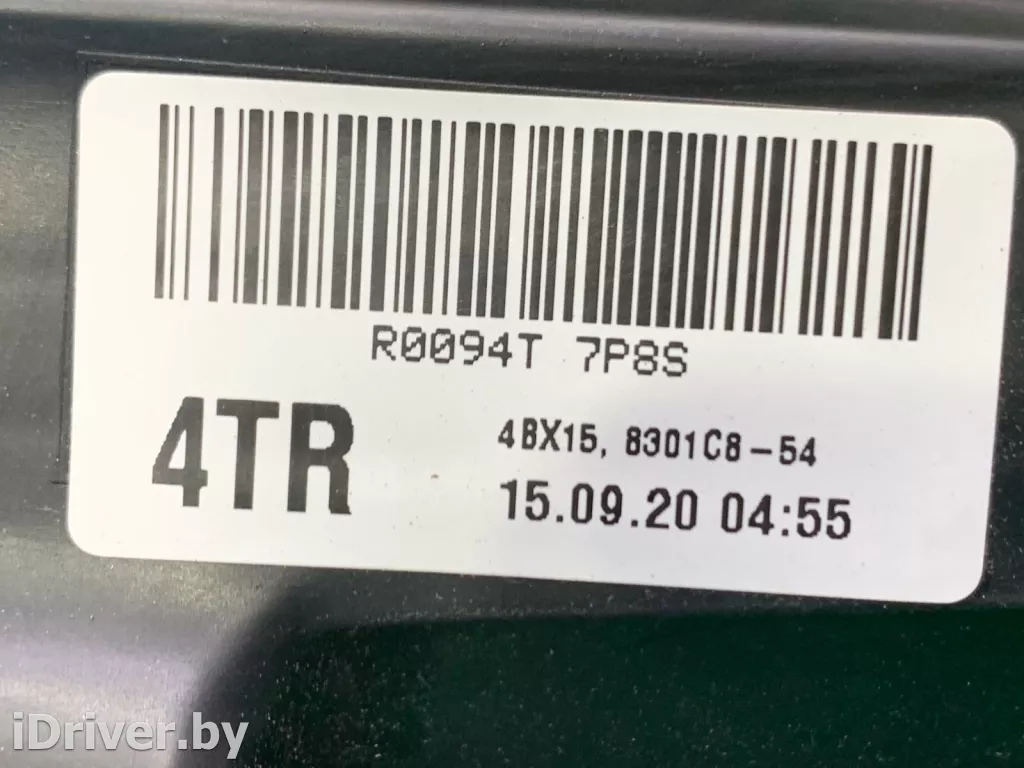 R0094T 7P8S
4TR
4BX15, 8301C8-54
15.09.20 04:55
iDriver.by